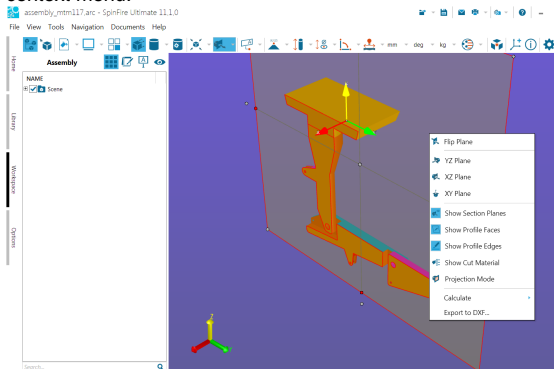 context menu.
assembly_mtm117.arc - SpinFire Ultimate 11.1.0
File View Tools Navigation Documents Help
mm deg kg
Home
Library
Workspace
Options
Assembly
NAME
Scene
Search...
Flip Plane
YZ Plane
XZ Plane
XY Plane
Show Section Planes
Show Profile Faces
Show Profile Edges
Show Cut Material
Projection Mode
Calculate
Export to DXF...
Z